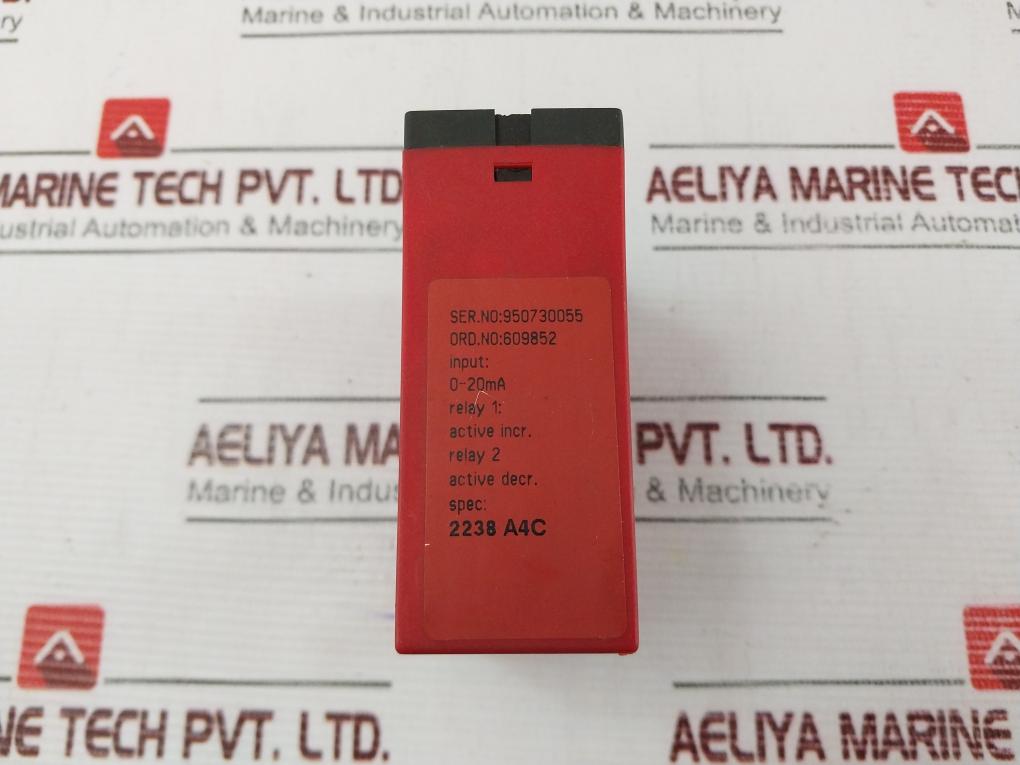 RY
Marine & Industrial Automation & Machinery
MARINE TECH PVT. LTD
ustrial Automation & Machinery
AELIYA MARINE TEC
Marine & Industrial Automat
SER.NO:950730055
ORD.NO:609852
input:
0-20mA
relay 1:
active incr.
relay 2
active decr.
spec:
2238 A4C
AELIYA MA
PVT. LTD.
Marine & Indus
& Machinery
NE TECH PVT. LTD.
AELIYA MARINE